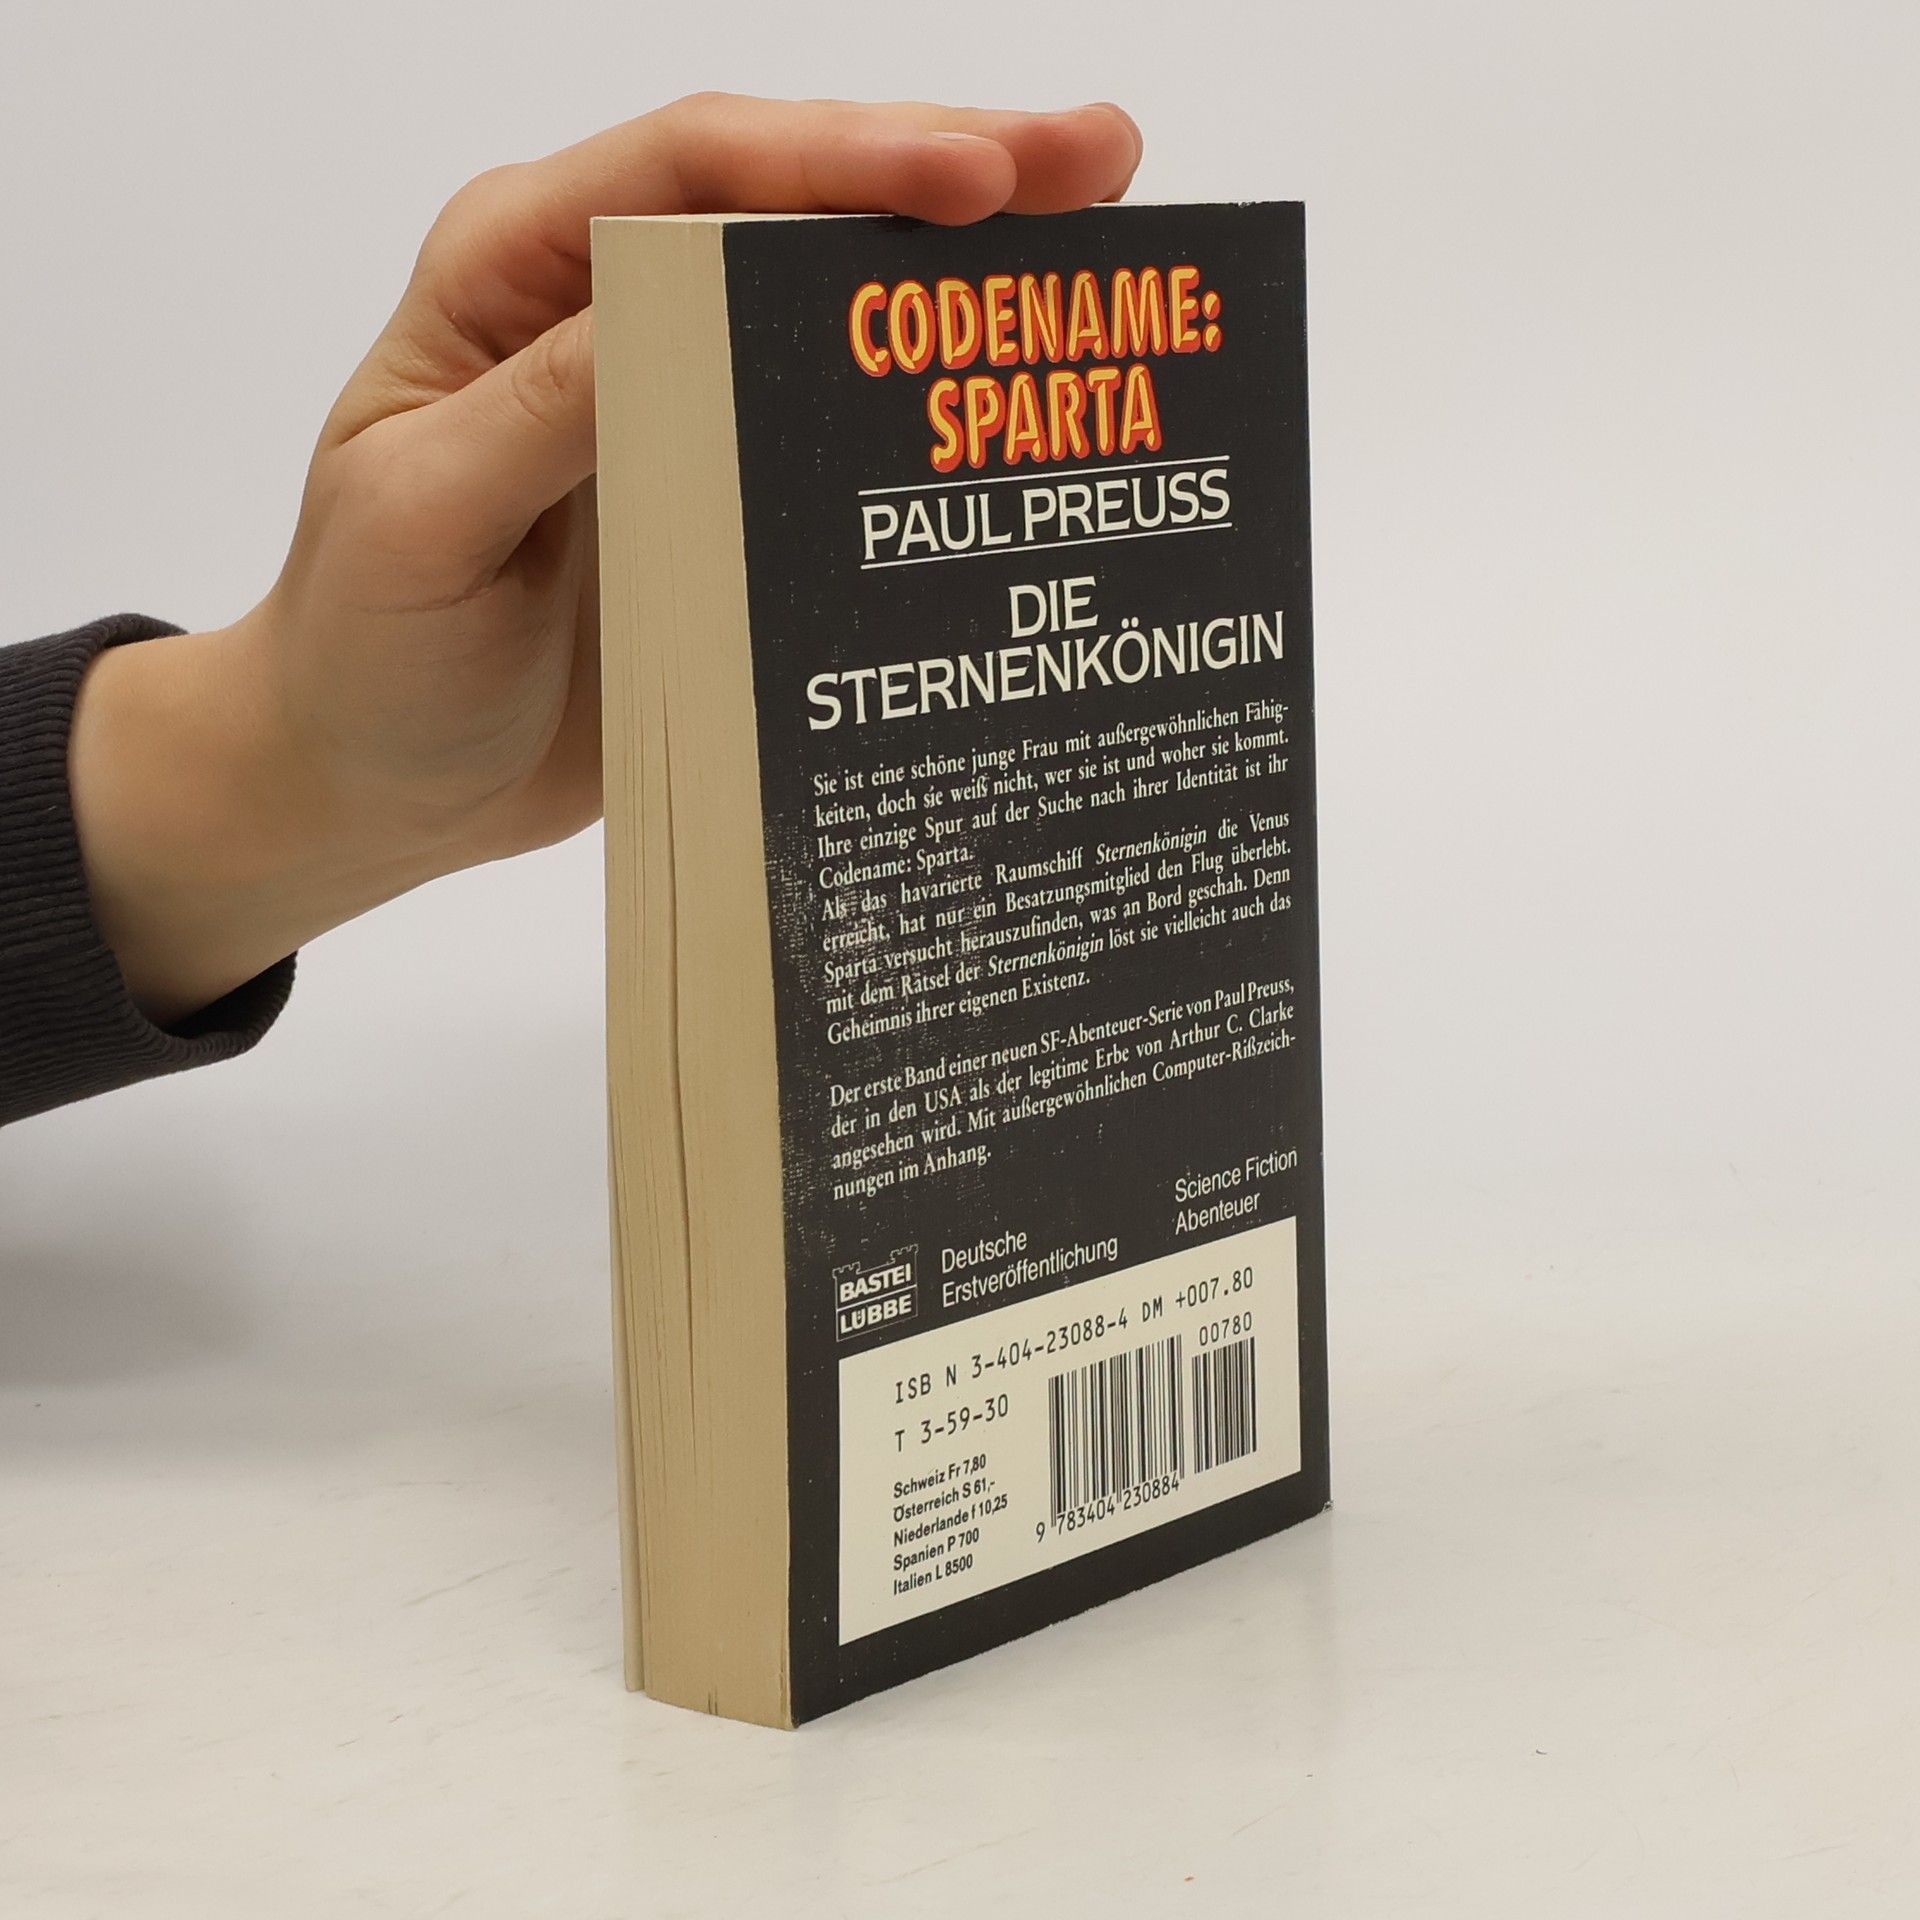 CODENAME:
SPARTA
PAUL PREUSS
DIE
STERNENKÖNIGIN
Sie ist eine schöne junge Frau mit außergewöhnlichen Fähig-
keiten, doch sie weiß nicht, wer sie ist und woher sie kommt.
Ihre einzige Spur auf der Suche nach ihrer Identität ist ihr
Codename: Sparta.
Als das havarierte Raumschiff Sternenkönigin die Venus
erreicht, hat nur ein Besatzungsmitglied den Flug überlebt.
Sparta versucht herauszufinden, was an Bord geschah. Denn
mit dem Rätsel der Sternenkönigin löst sie vielleicht auch das
Geheimnis ihrer eigenen Existenz.
Der erste Band einer neuen SF-Abenteuer-Serie von Paul Preuss,
der in den USA als der legitime Erbe von Arthur C. Clarke
angesehen wird. Mit außergewöhnlichen Computer-Rißzeich-
nungen im Anhang.
Science Fiction
Abenteuer
Deutsche
Erstveröffentlichung
BASTEI
LÜBBE
ISB N 3-404-23088-4 DM +007.80
T 3-59-30
00780
Schweiz Fr 7,80
Österreich S 61,-
Niederlande f 10,25
Spanien P 700
Italien L 8500
9 783404 230884